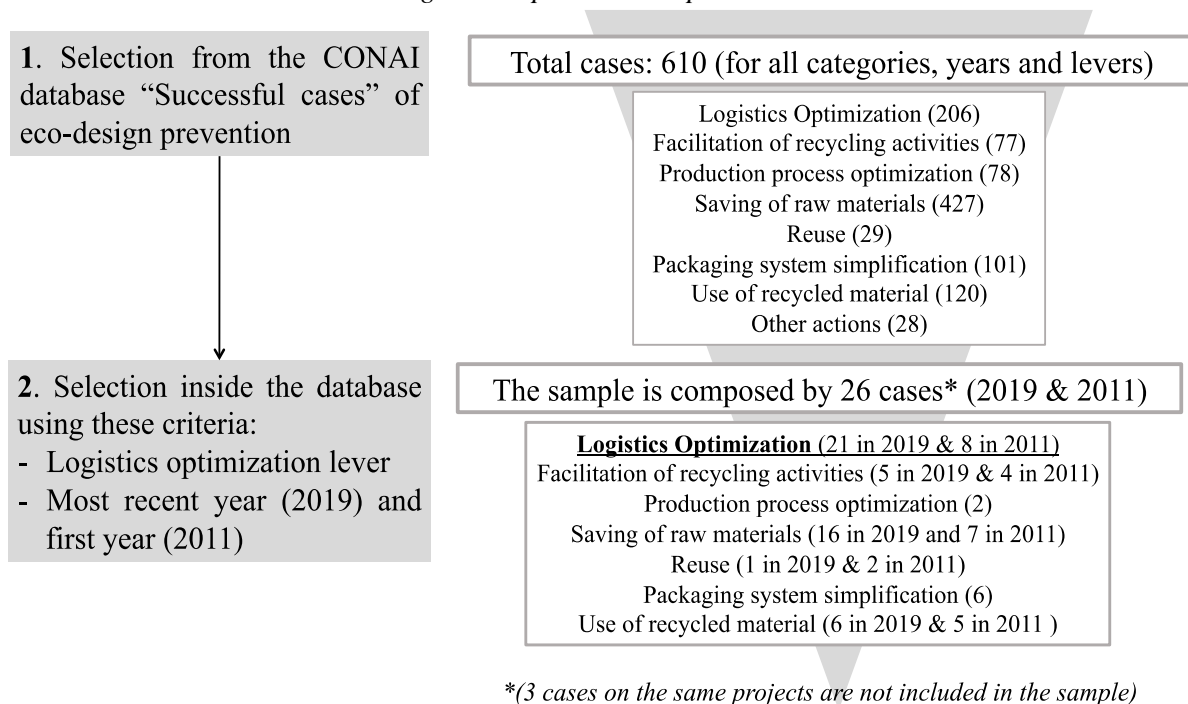 1. Selection from the CONAI
database “Successful cases” of
eco-design prevention
Total cases: 610 (for all categories, years and levers)
Logistics Optimization (206)
Facilitation of recycling activities (77)
Production process optimization (78)
Saving of raw materials (427)
Reuse (29)
Packaging system simplification (101)
Use of recycled material (120)
Other actions (28)
2. Selection inside the database
using these criteria:
- Logistics optimization lever
- Most recent year (2019) and
first year (2011)
The sample is composed by 26 cases* (2019 & 2011)
Logistics Optimization (21 in 2019 & 8 in 2011)
Facilitation of recycling activities (5 in 2019 & 4 in 2011)
Production process optimization (2)
Saving of raw materials (16 in 2019 and 7 in 2011)
Reuse (1 in 2019 & 2 in 2011)
Packaging system simplification (6)
Use of recycled material (6 in 2019 & 5 in 2011 )
*(3 cases on the same projects are not included in the sample)